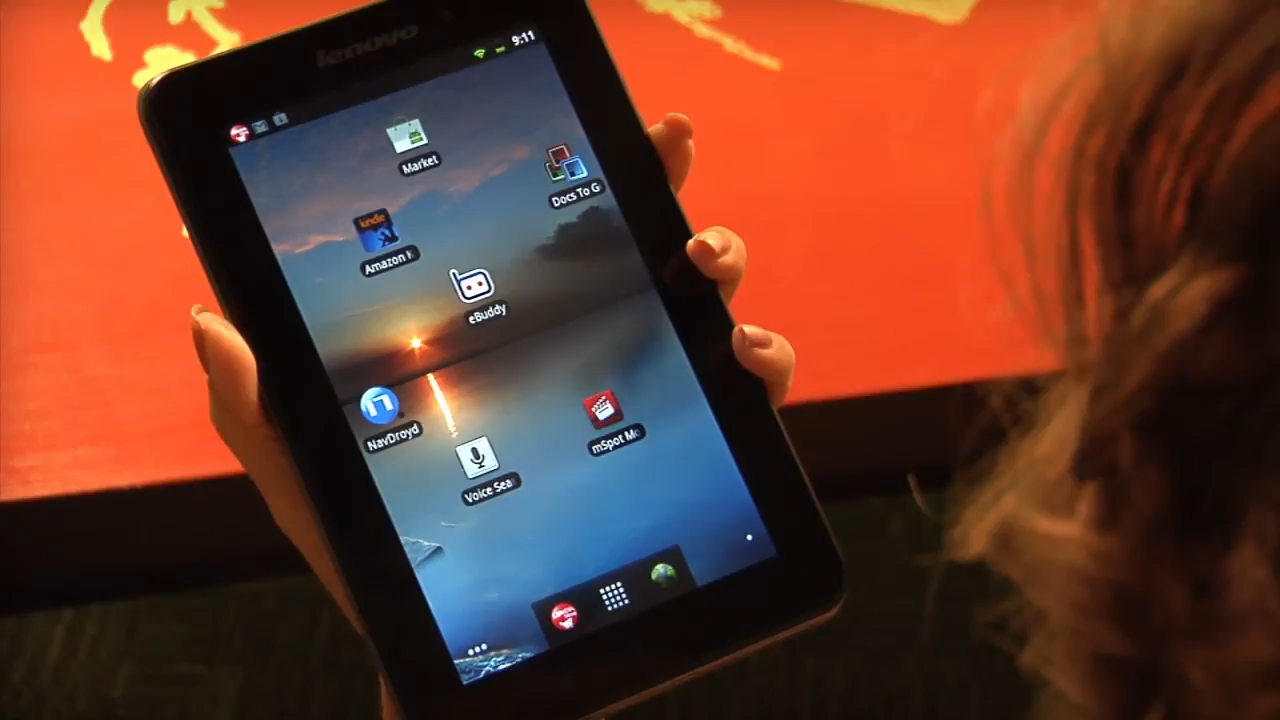 lenovo
9:11
Market
Docs To G
kindle
Amazon K
eBuddy
NavDroyd
mSpot Mo
Voice Sea